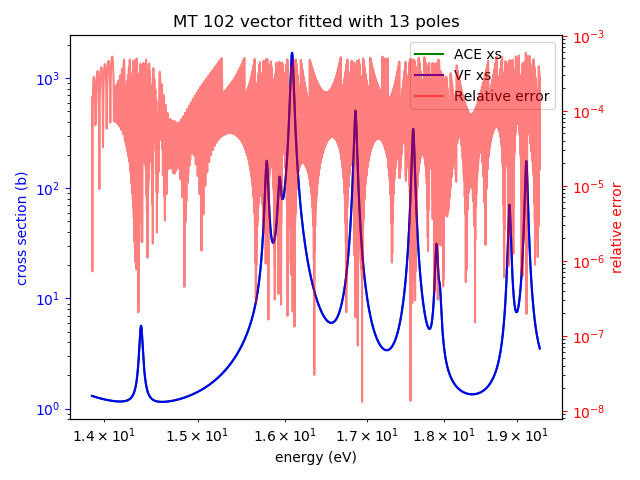 MT 102 vector fitted with 13 poles
ACE xs
VF xs
Relative error
10³
10²
10¹
10⁰
cross section (b)
10⁻³
10⁻⁴
10⁻⁵
10⁻⁶
10⁻⁷
10⁻⁸
relative error
1.4 × 10¹ 1.5 × 10¹ 1.6 × 10¹ 1.7 × 10¹ 1.8 × 10¹ 1.9 × 10¹
energy (eV)